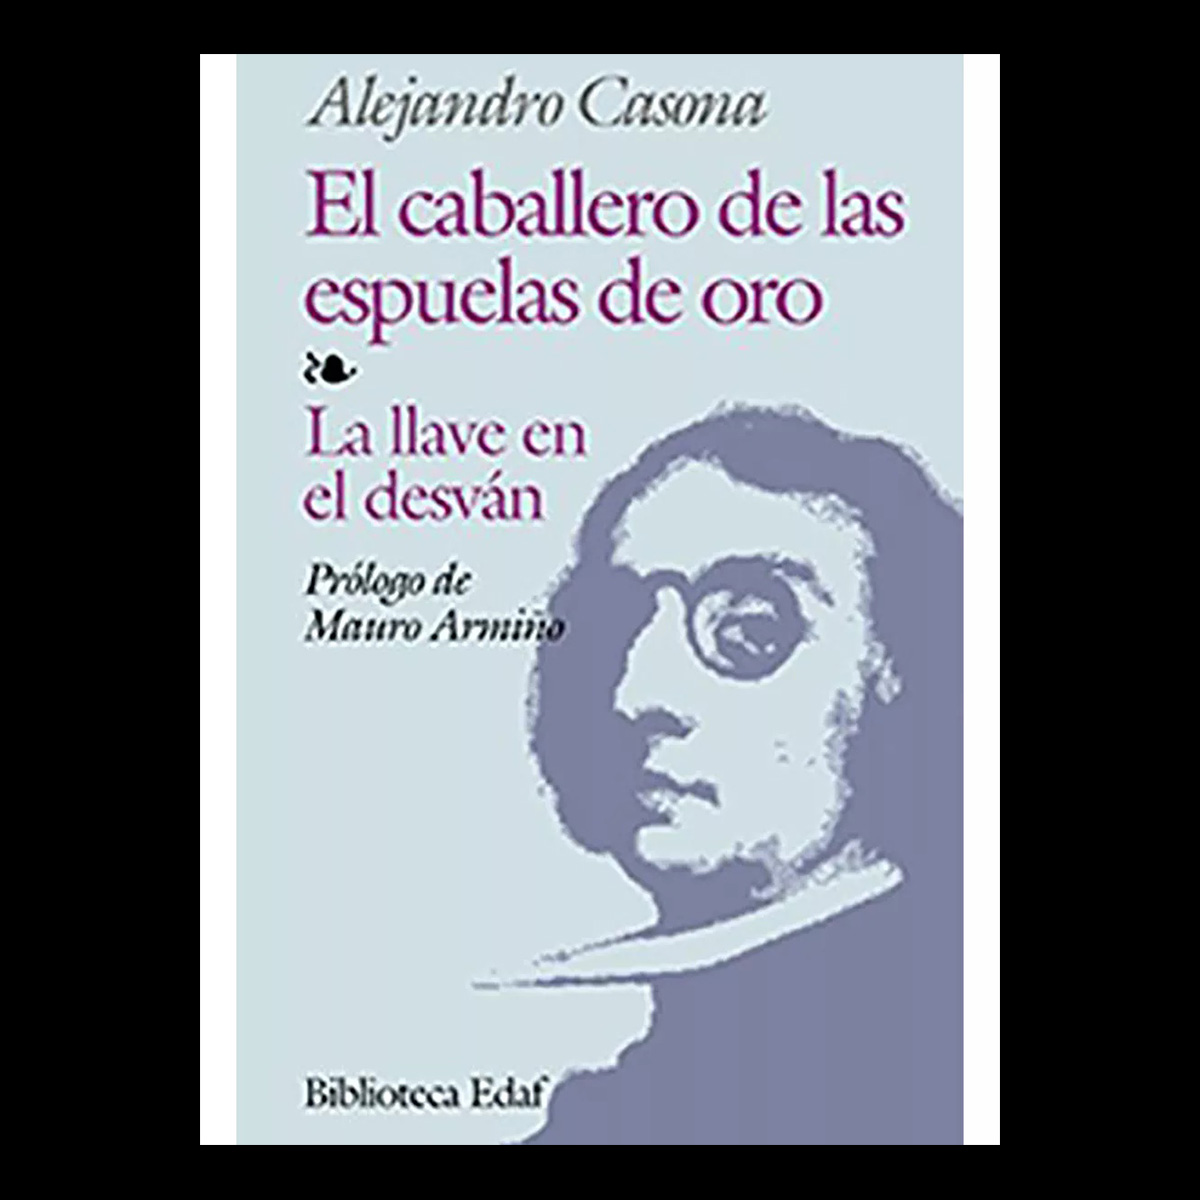 Alejandro Casona
El caballero de las
espuelas de oro
La llave en
el desván
Prólogo de
Mauro Armiño
Biblioteca Edaf